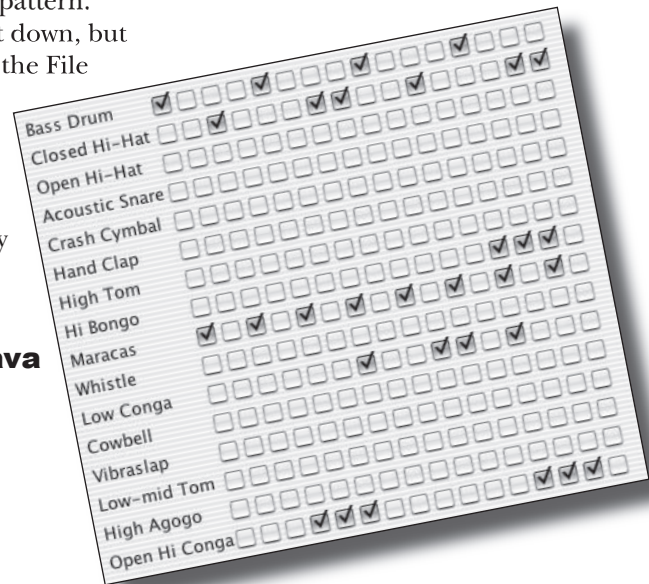 pattern.
t down, but
the File
y
ava
Bass Drum
Closed Hi-Hat
Open Hi-Hat
Acoustic Snare
Crash Cymbal
Hand Clap
High Tom
Hi Bongo
Maracas
Whistle
Low Conga
Cowbell
Vibraslap
Low-mid Tom
High Agogo
Open Hi Conga